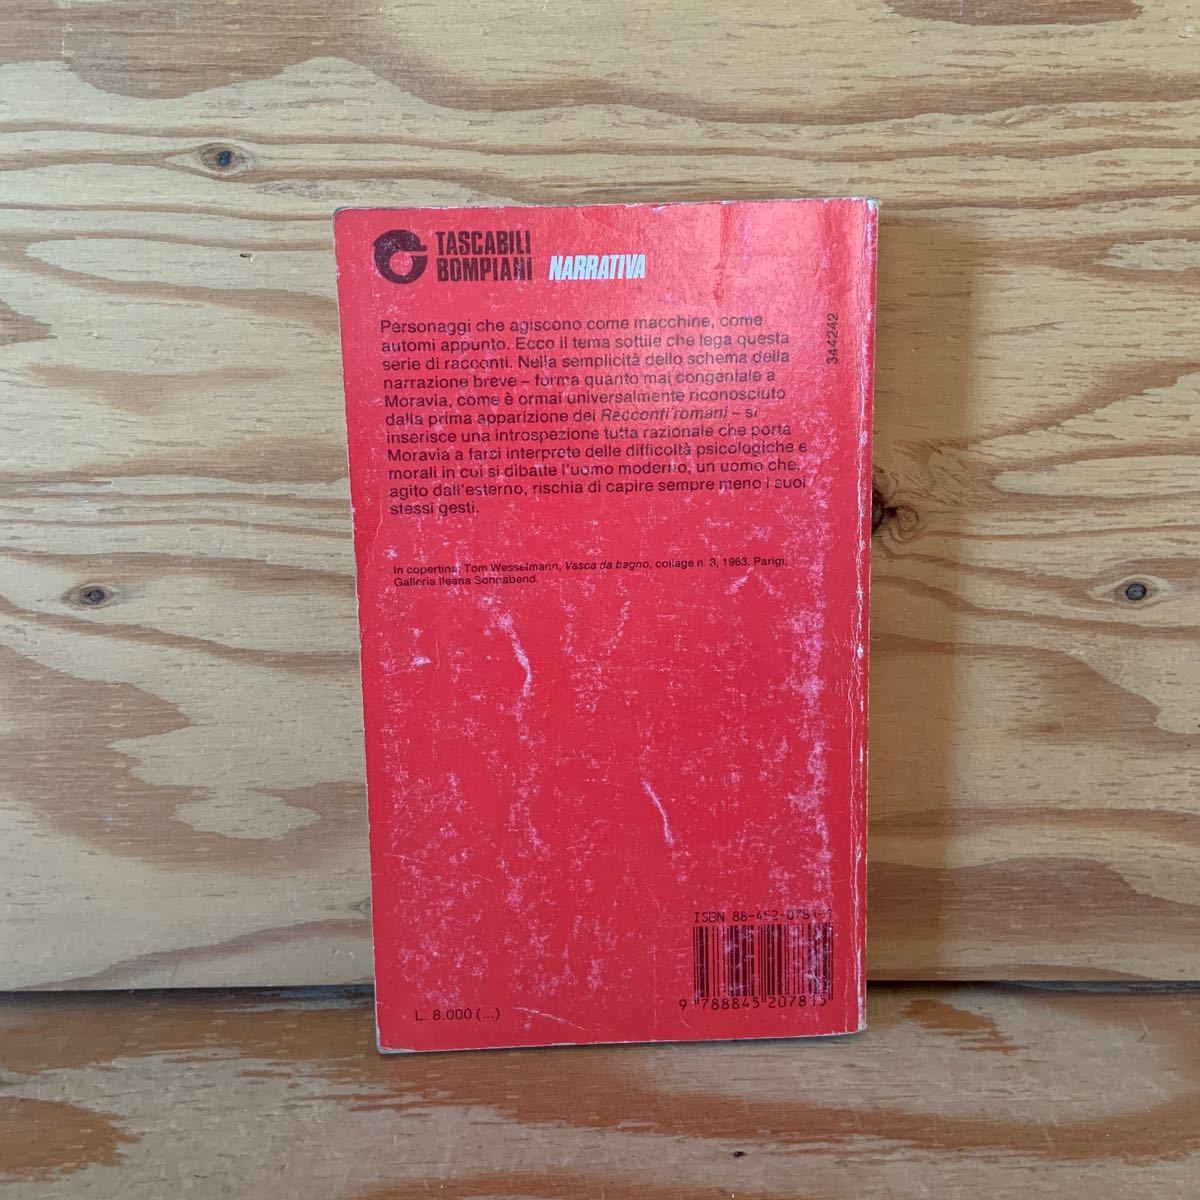 TASCABILI
BOMPIANI
NARRATIVA
Personaggi che agiscono come macchine, come
automi appunto. Ecco il tema sottile che lega questa
serie di racconti. Nella semplicità dello schema della
narrazione breve – forma quanto mai congeniale a
Moravia, come è ormai universalmente riconosciuto
dalla prima apparizione dei Racconti romani – si
inserisce una introspezione tutta razionale che porta
Moravia a farsi interprete delle difficoltà psicologiche e
morali in cui si dibatte l'uomo moderno, un uomo che,
agito dall'esterno, rischia di capire sempre meno i suoi
stessi gesti.
In copertina: Tom Wesselmann, Vasca da bagno, collage n. 3, 1963. Parigi,
Galleria Ileana Sonnabend.
344242
ISBN 88-452-0781-1
9 788845 207815
L. 8.000 (...)